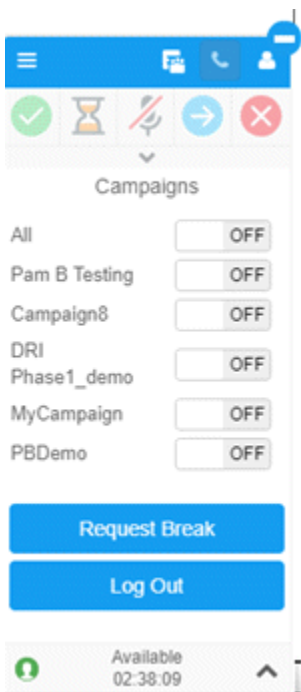 Campaigns
All OFF
Pam B Testing OFF
Campaign8 OFF
DRI
Phase1_demo OFF
MyCampaign OFF
PBDemo OFF
Request Break
Log Out
Available
02:38:09